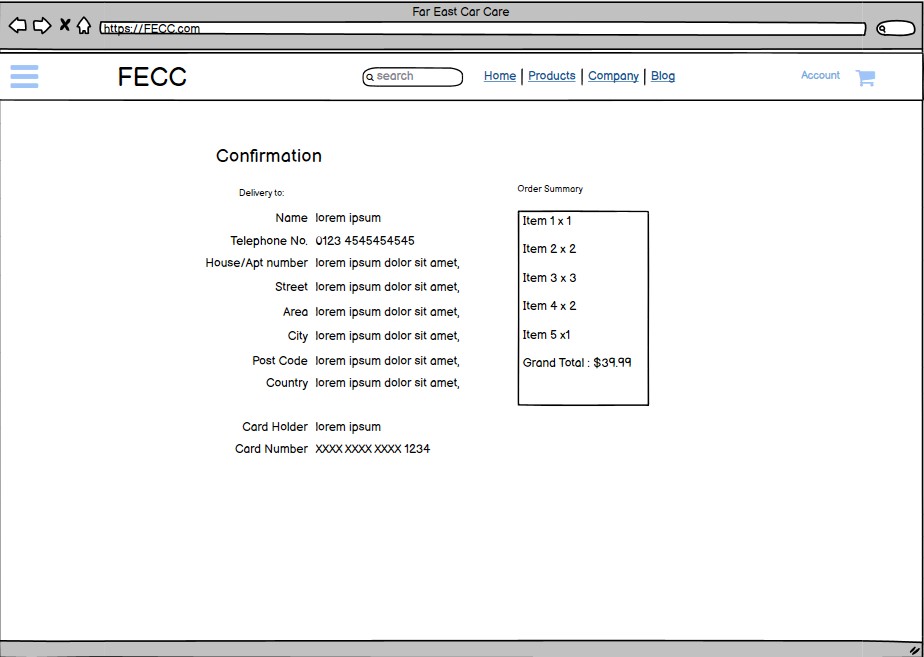 Far East Car Care
https://FECC.com
FECC
search
Home | Products | Company | Blog
Account
Confirmation
Delivery to:
Name lorem ipsum
Telephone No. 0123 4545454545
House/Apt number lorem ipsum dolor sit amet,
Street lorem ipsum dolor sit amet,
Area lorem ipsum dolor sit amet,
City lorem ipsum dolor sit amet,
Post Code lorem ipsum dolor sit amet,
Country lorem ipsum dolor sit amet,
Card Holder lorem ipsum
Card Number XXXX XXXX XXXX 1234
Order Summary
Item 1 x 1
Item 2 x 2
Item 3 x 3
Item 4 x 2
Item 5 x1
Grand Total : $39.99